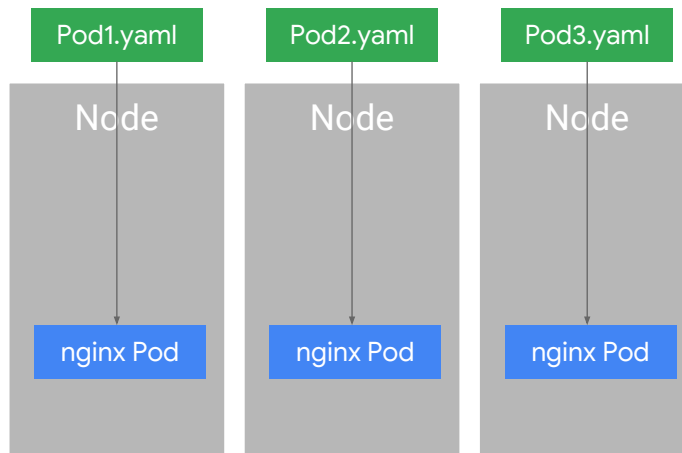 Pod1.yaml
Pod2.yaml
Pod3.yaml
Node
Node
Node
nginx Pod
nginx Pod
nginx Pod